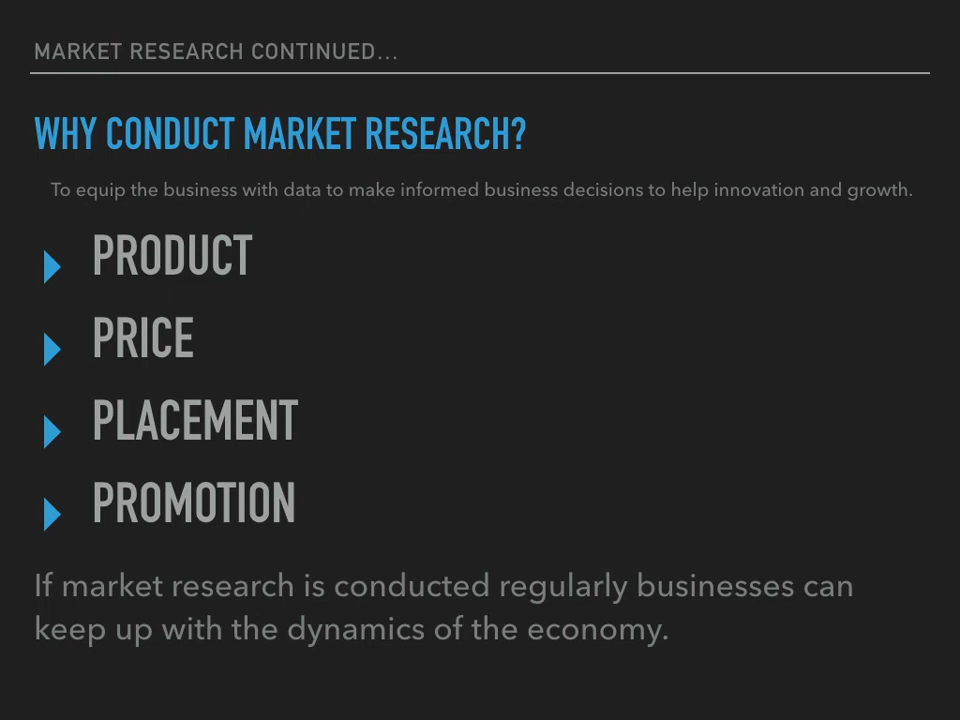 MARKET RESEARCH CONTINUED…
WHY CONDUCT MARKET RESEARCH?
To equip the business with data to make informed business decisions to help innovation and growth.
PRODUCT
PRICE
PLACEMENT
PROMOTION
If market research is conducted regularly businesses can
keep up with the dynamics of the economy.